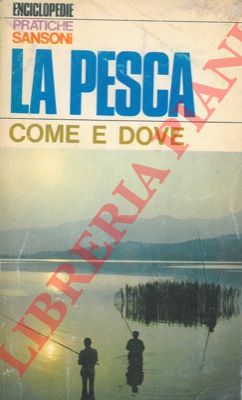 ENCICLOPEDIE
PRATICHE
SANSONI
LA PESCA
COME E DOVE
LIBRERIA PIANI